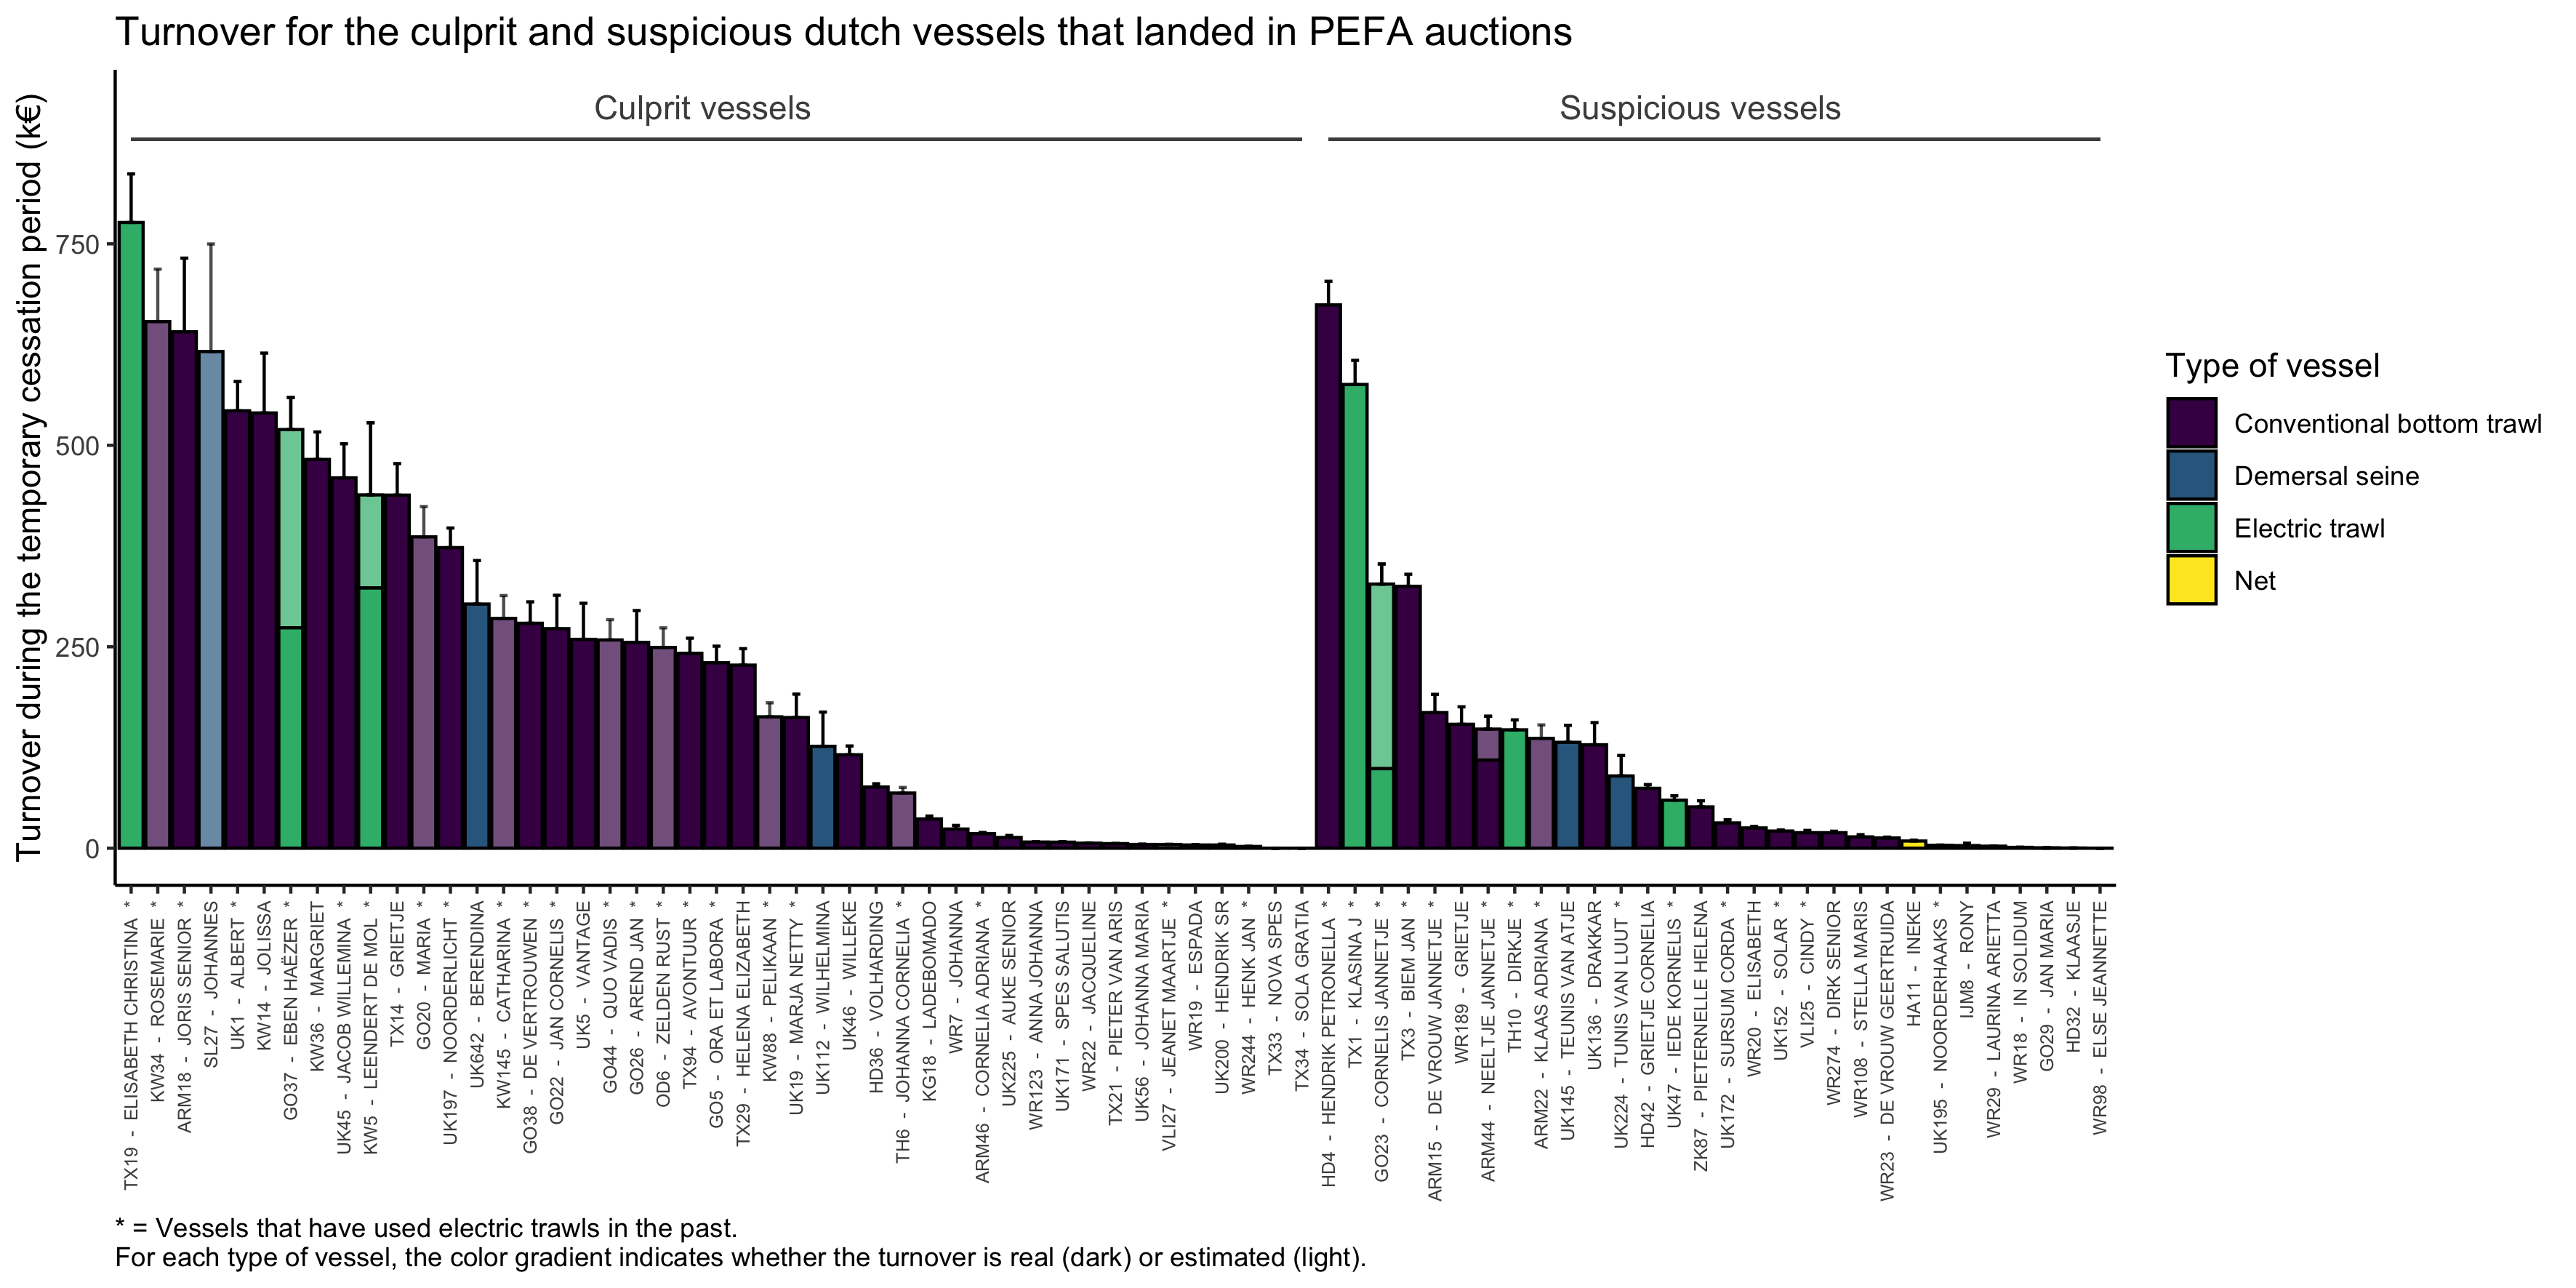 Turnover for the culprit and suspicious dutch vessels that landed in PEFA auctions
Turnover during the temporary cessation period (k€)
Culprit vessels
Suspicious vessels
750
500
250
0
TX19 - ELISABETH CHRISTINA *
KW34 - ROSEMARIE *
ARM18 - JORIS SENIOR *
SL27 - JOHANNES
UK1 - ALBERT *
KW14 - JOLISSA
GO37 - EBEN HAËZER *
KW36 - MARGRIET
UK45 - JACOB WILLEMINA *
KW5 - LEENDERT DE MOL *
TX14 - GRIETJE
GO20 - MARIA *
UK197 - NOORDERLICHT *
UK642 - BERENDINA
KW145 - CATHARINA *
GO38 - DE VERTROUWEN *
GO22 - JAN CORNELIS *
UK5 - VANTAGE
GO44 - QUO VADIS *
GO26 - AREND JAN *
OD6 - ZELDEN RUST *
TX94 - AVONTUUR *
GO5 - ORA ET LABORA *
TX29 - HELENA ELIZABETH
KW88 - PELIKAAN *
UK19 - MARJA NETTY *
UK112 - WILHELMINA
UK46 - WILLEKE
HD36 - VOLHARDING
TH6 - JOHANNA CORNELIA *
KG18 - LADEBOMADO
WR7 - JOHANNA
ARM46 - CORNELIA ADRIANA *
UK225 - AUKE SENIOR
WR123 - ANNA JOHANNA
UK171 - SPES SALUTIS
WR22 - JACQUELINE
TX21 - PIETER VAN ARIS
UK56 - JOHANNA MARIA
VLI27 - JEANET MAARTJE *
WR19 - ESPADA
UK200 - HENDRIK SR
WR244 - HENK JAN *
TX33 - NOVA SPES
TX34 - SOLA GRATIA
HD4 - HENDRIK PETRONELLA *
TX1 - KLASINA J *
GO23 - CORNELIS JANNETJE *
TX3 - BIEM JAN *
ARM15 - DE VROUW JANNETJE *
WR189 - GRIETJE
ARM44 - NEELTJE JANNETJE *
TH10 - DIRKJE *
ARM22 - KLAAS ADRIANA *
UK145 - TEUNIS VAN ATJE
UK136 - DRAKKAR
UK224 - TUNIS VAN LUUT *
HD42 - GRIETJE CORNELIA
UK47 - IEDE KORNELIS *
ZK87 - PIETERNELLE HELENA
UK172 - SURSUM CORDA *
WR20 - ELISABETH
UK152 - SOLAR *
VLI25 - CINDY *
WR274 - DIRK SENIOR
WR108 - STELLA MARIS
WR23 - DE VROUW GEERTRUIDA
HA11 - INEKE
UK195 - NOORDERHAAKS *
IJM8 - RONY
WR29 - LAURINA ARIETTA
WR18 - IN SOLIDUM
GO29 - JAN MARIA
HD32 - KLAASJE
WR98 - ELSE JEANNETTE
Type of vessel
Conventional bottom trawl
Demersal seine
Electric trawl
Net
* = Vessels that have used electric trawls in the past.
For each type of vessel, the color gradient indicates whether the turnover is real (dark) or estimated (light).